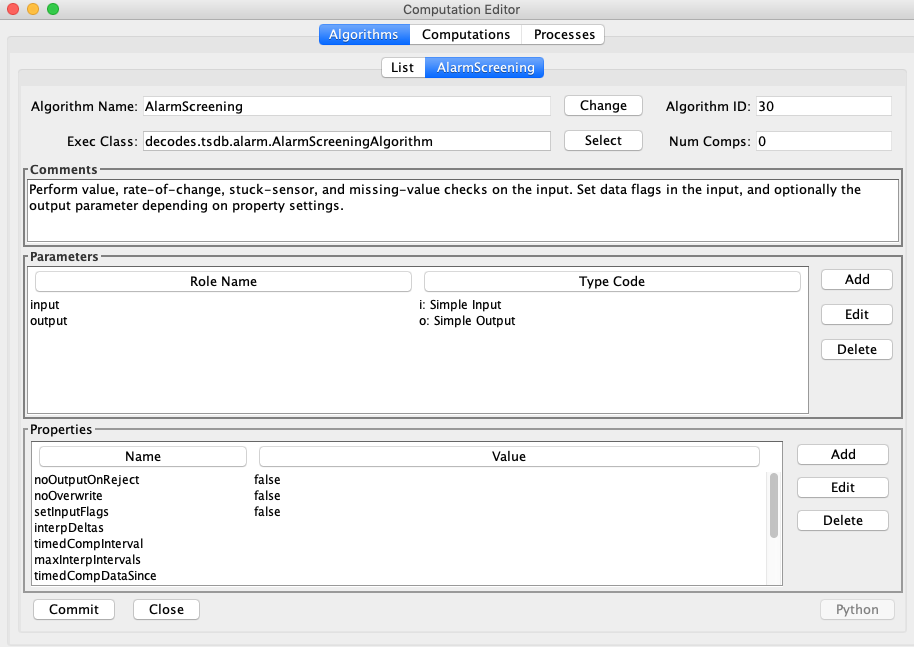 Computation Editor
Algorithms Computations Processes
List AlarmScreening
Algorithm Name: AlarmScreening Change Algorithm ID: 30
Exec Class: decodes.tsdb.alarm.AlarmScreeningAlgorithm Select Num Comps: 0
Comments
Perform value, rate-of-change, stuck-sensor, and missing-value checks on the input. Set data flags in the input, and optionally the
output parameter depending on property settings.
Parameters
Role Name Type Code Add
input i: Simple Input
output o: Simple Output
Edit
Delete
Properties
Name Value Add
noOutputOnReject false
noOverwrite false Edit
setInputFlags false
interpDeltas Delete
timedCompInterval
maxInterpIntervals
timedCompDataSince
Commit Close Python